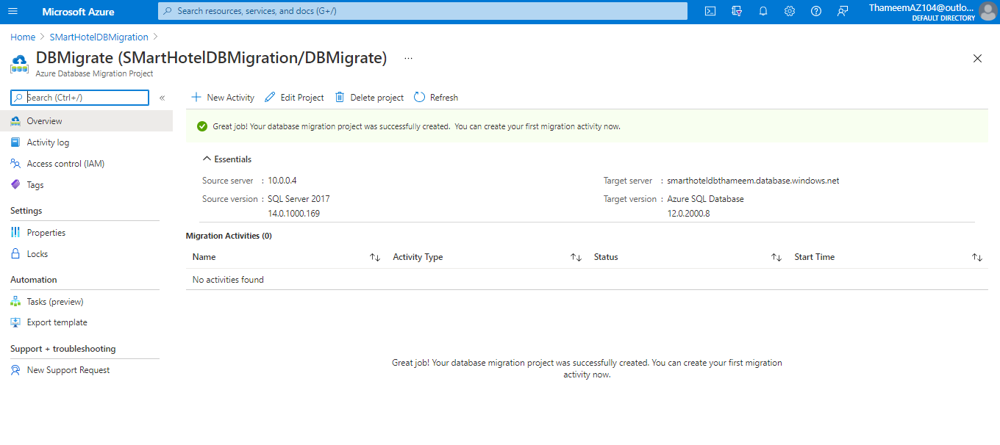 Microsoft Azure
Search resources, services, and docs (G+/)
ThameemAZ104@outlo...
DEFAULT DIRECTORY
Home > SMartHotelDBMigration >
DBMigrate (SMartHotelDBMigration/DBMigrate) ...
Azure Database Migration Project
Search (Ctrl+/) «
Overview
Activity log
Access control (IAM)
Tags
Settings
Properties
Locks
Automation
Tasks (preview)
Export template
Support + troubleshooting
New Support Request
New Activity Edit Project Delete project Refresh
Great job! Your database migration project was successfully created. You can create your first migration activity now.
Essentials
Source server : 10.0.0.4
Source version : SQL Server 2017
14.0.1000.169
Target server : smarthoteldbthameem.database.windows.net
Target version : Azure SQL Database
12.0.2000.8
Migration Activities (0)
Name Activity Type Status Start Time
No activities found
Great job! Your database migration project was successfully created. You can create your first migration
activity now.